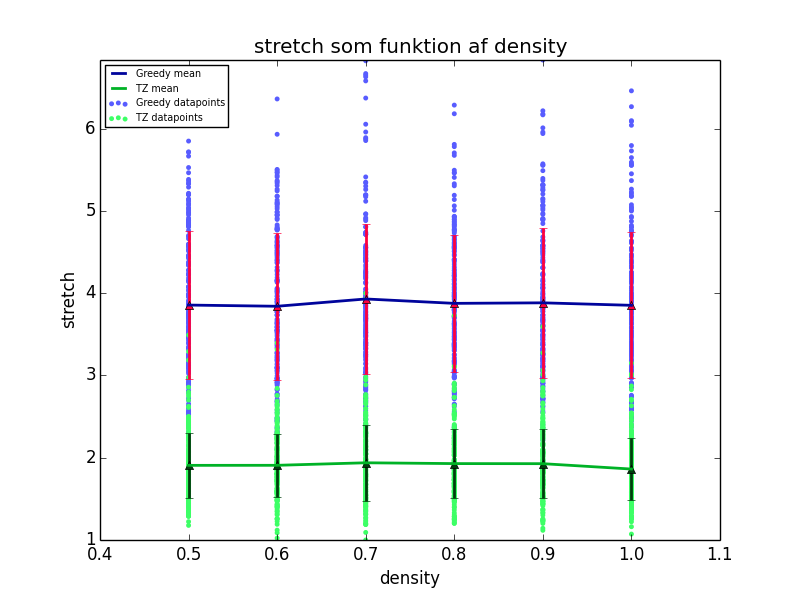 stretch som funktion af density
Greedy mean
TZ mean
Greedy datapoints
TZ datapoints
6
5
4
3
2
1
stretch
0.4 0.5 0.6 0.7 0.8 0.9 1.0 1.1
density